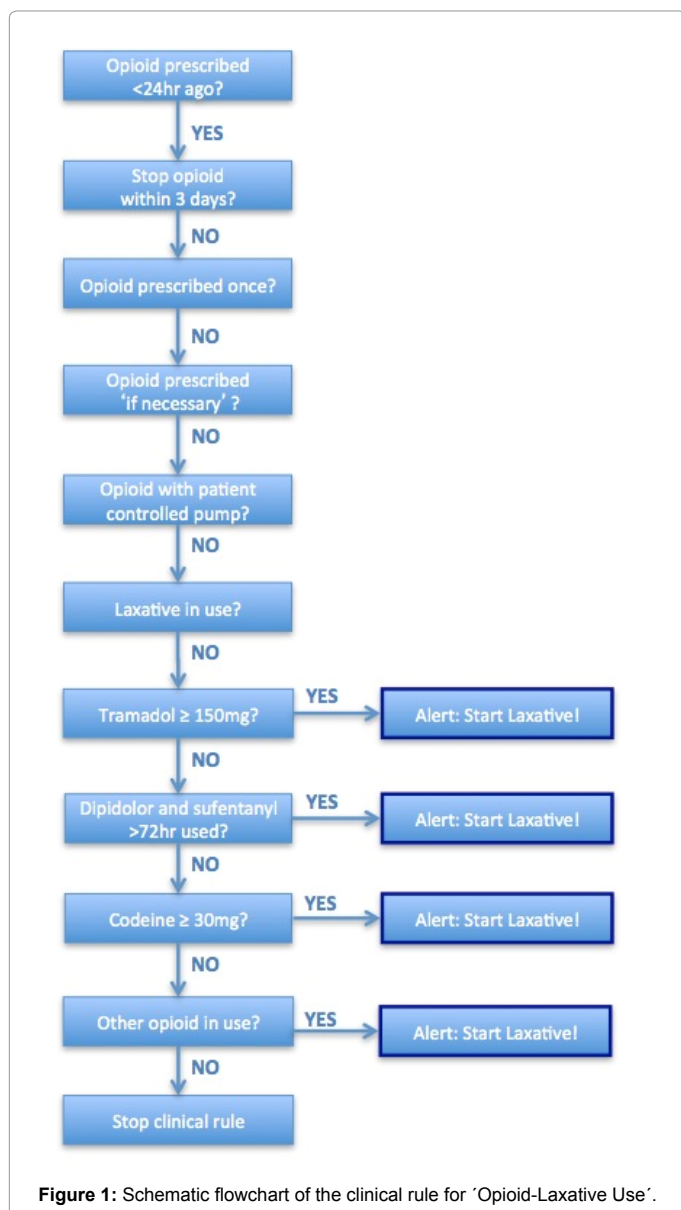 Opioid prescribed
<24hr ago?
YES
Stop opioid
within 3 days?
NO
Opioid prescribed once?
NO
Opioid prescribed
‘if necessary’ ?
NO
Opioid with patient
controlled pump?
NO
Laxative in use?
NO
Tramadol ≥ 150mg?
YES
Alert: Start Laxative!
NO
Dipidolor and sufentanyl
>72hr used?
YES
Alert: Start Laxative!
NO
Codeine ≥ 30mg?
YES
Alert: Start Laxative!
NO
Other opioid in use?
YES
Alert: Start Laxative!
NO
Stop clinical rule
Figure 1: Schematic flowchart of the clinical rule for ´Opioid-Laxative Use´.